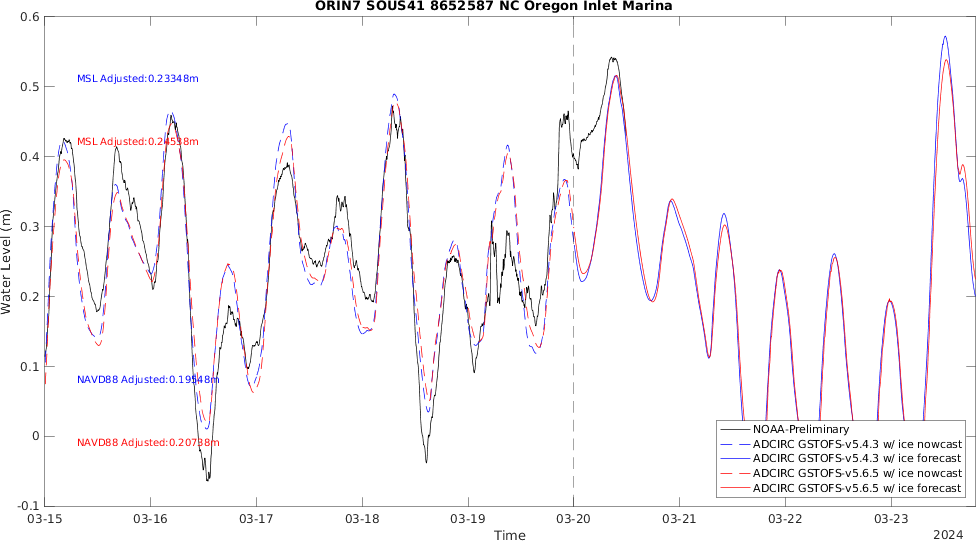 ORIN7 SOUS41 8652587 NC Oregon Inlet Marina
0.6
0.5
0.4
0.3
0.2
0.1
0
-0.1
Water Level (m)
MSL Adjusted:0.23348m
MSL Adjusted:0.24538m
NAVD88 Adjusted:0.19548m
NAVD88 Adjusted:0.20738m
NOAA-Preliminary
ADCIRC GSTOFS-v5.4.3 w/ ice nowcast
ADCIRC GSTOFS-v5.4.3 w/ ice forecast
ADCIRC GSTOFS-v5.6.5 w/ ice nowcast
ADCIRC GSTOFS-v5.6.5 w/ ice forecast
03-15 03-16 03-17 03-18 03-19 03-20 03-21 03-22 03-23
Time
2024